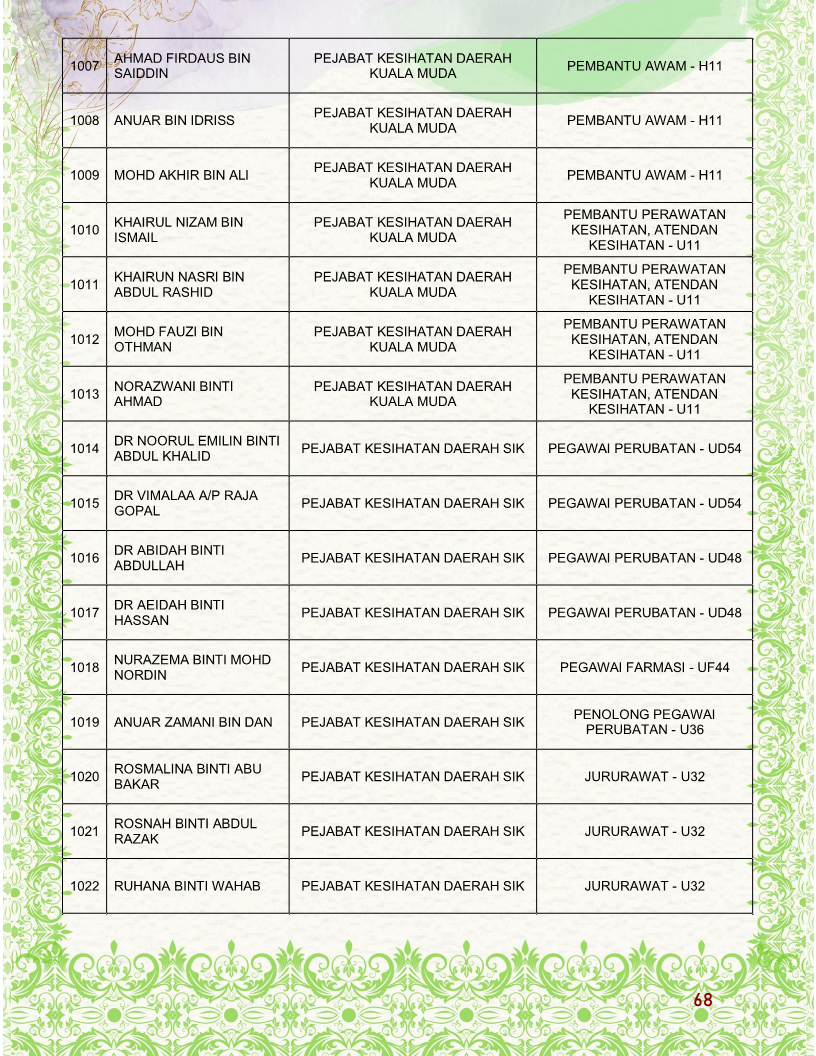 1007 AHMAD FIRDAUS BIN SAIDDIN PEJABAT KESIHATAN DAERAH KUALA MUDA PEMBANTU AWAM - H11
1008 ANUAR BIN IDRISS PEJABAT KESIHATAN DAERAH KUALA MUDA PEMBANTU AWAM - H11
1009 MOHD AKHIR BIN ALI PEJABAT KESIHATAN DAERAH KUALA MUDA PEMBANTU AWAM - H11
1010 KHAIRUL NIZAM BIN ISMAIL PEJABAT KESIHATAN DAERAH KUALA MUDA PEMBANTU PERAWATAN KESIHATAN, ATENDAN KESIHATAN - U11
1011 KHAIRUN NASRI BIN ABDUL RASHID PEJABAT KESIHATAN DAERAH KUALA MUDA PEMBANTU PERAWATAN KESIHATAN, ATENDAN KESIHATAN - U11
1012 MOHD FAUZI BIN OTHMAN PEJABAT KESIHATAN DAERAH KUALA MUDA PEMBANTU PERAWATAN KESIHATAN, ATENDAN KESIHATAN - U11
1013 NORAZWANI BINTI AHMAD PEJABAT KESIHATAN DAERAH KUALA MUDA PEMBANTU PERAWATAN KESIHATAN, ATENDAN KESIHATAN - U11
1014 DR NOORUL EMILIN BINTI ABDUL KHALID PEJABAT KESIHATAN DAERAH SIK PEGAWAI PERUBATAN - UD54
1015 DR VIMALAA A/P RAJA GOPAL PEJABAT KESIHATAN DAERAH SIK PEGAWAI PERUBATAN - UD54
1016 DR ABIDAH BINTI ABDULLAH PEJABAT KESIHATAN DAERAH SIK PEGAWAI PERUBATAN - UD48
1017 DR AEIDAH BINTI HASSAN PEJABAT KESIHATAN DAERAH SIK PEGAWAI PERUBATAN - UD48
1018 NURAZEMA BINTI MOHD NORDIN PEJABAT KESIHATAN DAERAH SIK PEGAWAI FARMASI - UF44
1019 ANUAR ZAMANI BIN DAN PEJABAT KESIHATAN DAERAH SIK PENOLONG PEGAWAI PERUBATAN - U36
1020 ROSMALINA BINTI ABU BAKAR PEJABAT KESIHATAN DAERAH SIK JURURAWAT - U32
1021 ROSNAH BINTI ABDUL RAZAK PEJABAT KESIHATAN DAERAH SIK JURURAWAT - U32
1022 RUHANA BINTI WAHAB PEJABAT KESIHATAN DAERAH SIK JURURAWAT - U32
68